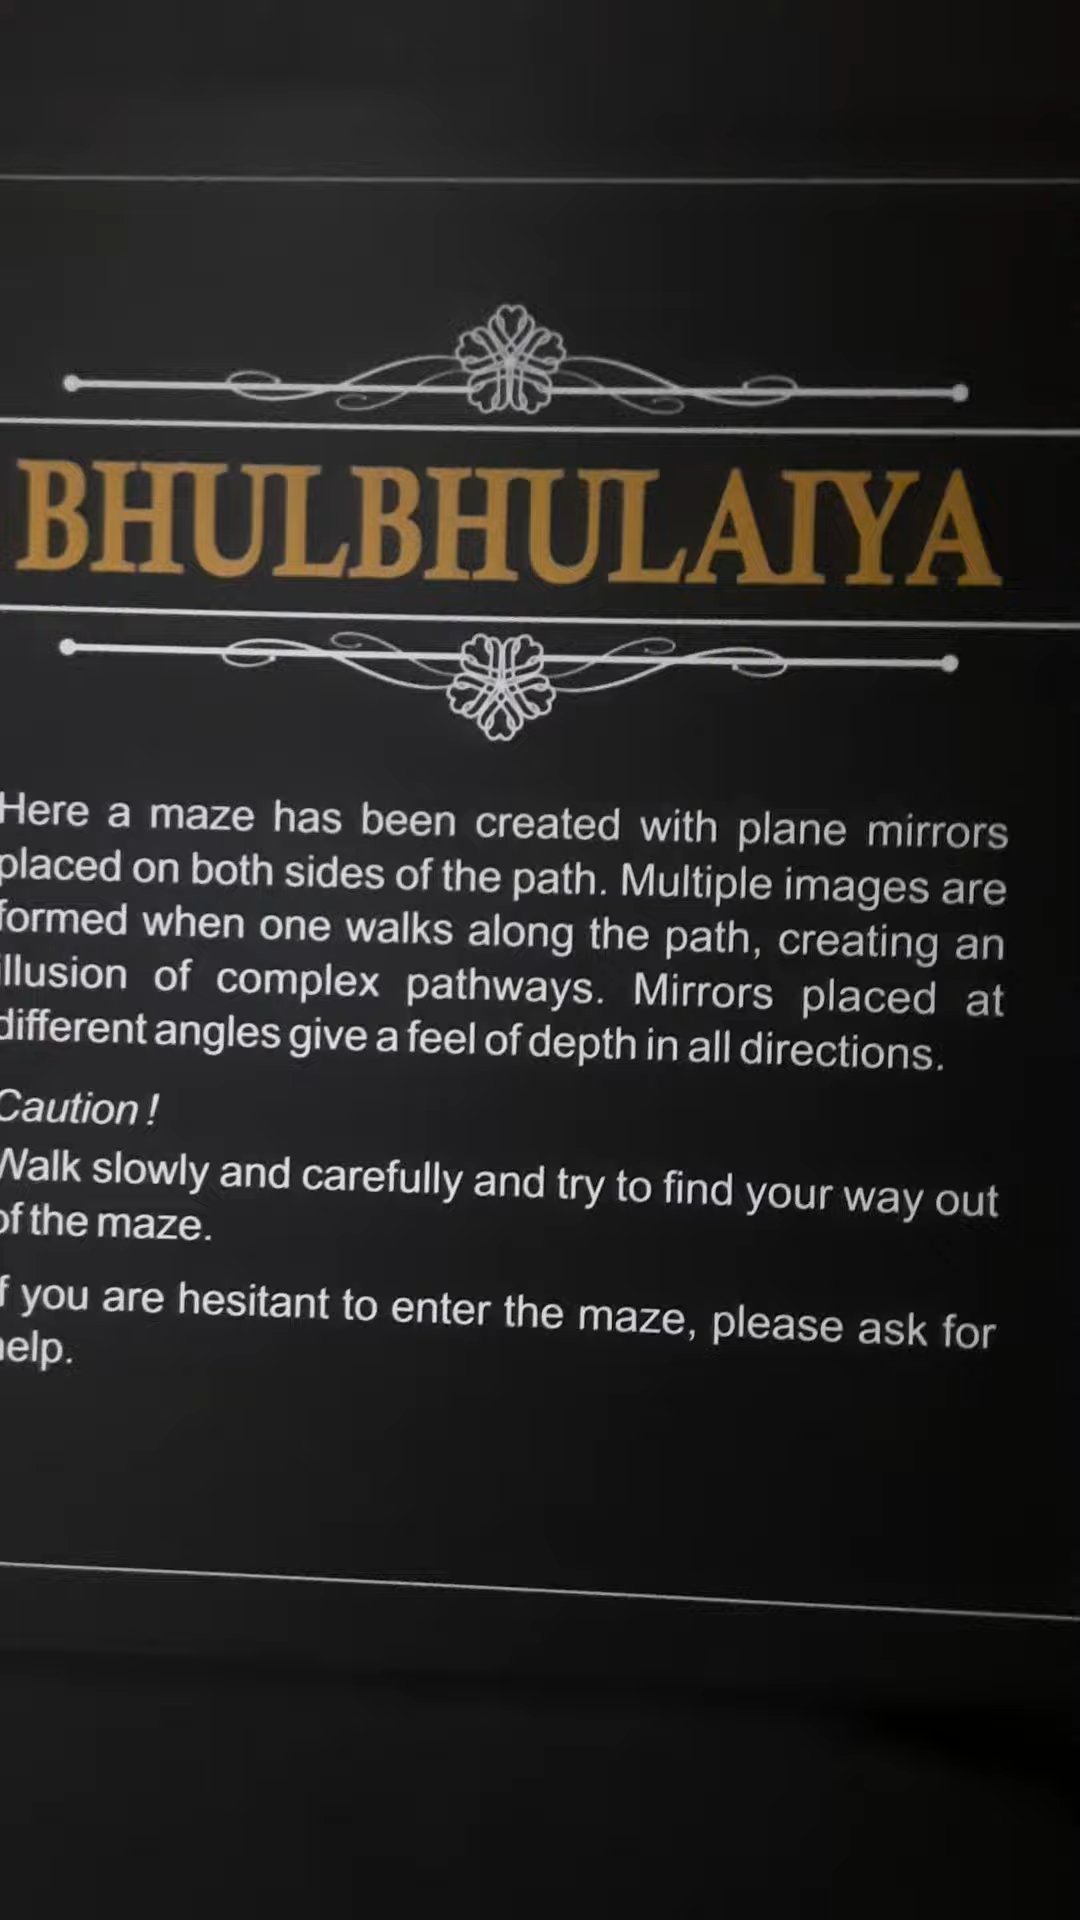 BHULBHULAIYA
Here a maze has been created with plane mirrors
placed on both sides of the path. Multiple images are
formed when one walks along the path, creating an
illusion of complex pathways. Mirrors placed at
different angles give a feel of depth in all directions.
Caution !
Walk slowly and carefully and try to find your way out
of the maze.
If you are hesitant to enter the maze, please ask for
help.